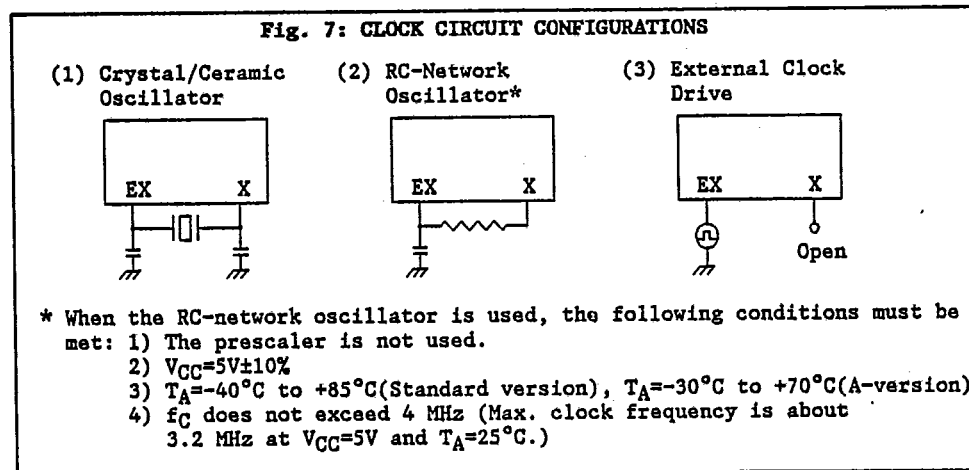 Fig. 7: CLOCK CIRCUIT CONFIGURATIONS
(1) Crystal/Ceramic Oscillator
(2) RC-Network Oscillator*
(3) External Clock Drive
EX X
EX X
EX X
Open
* When the RC-network oscillator is used, the following conditions must be
met: 1) The prescaler is not used.
2) VCC=5V±10%
3) TA=-40°C to +85°C(Standard version), TA=-30°C to +70°C(A-version)
4) fC does not exceed 4 MHz (Max. clock frequency is about
3.2 MHz at VCC=5V and TA=25°C.)